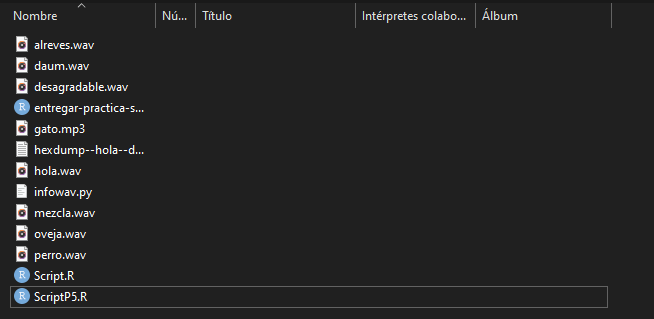 Nombre Nú... Título Intérpretes colabo... Álbum
alreves.wav
daum.wav
desagradable.wav
R entregar-practica-s...
gato.mp3
hexdump--hola--d...
hola.wav
infowav.py
mezcla.wav
oveja.wav
perro.wav
R Script.R
R ScriptP5.R